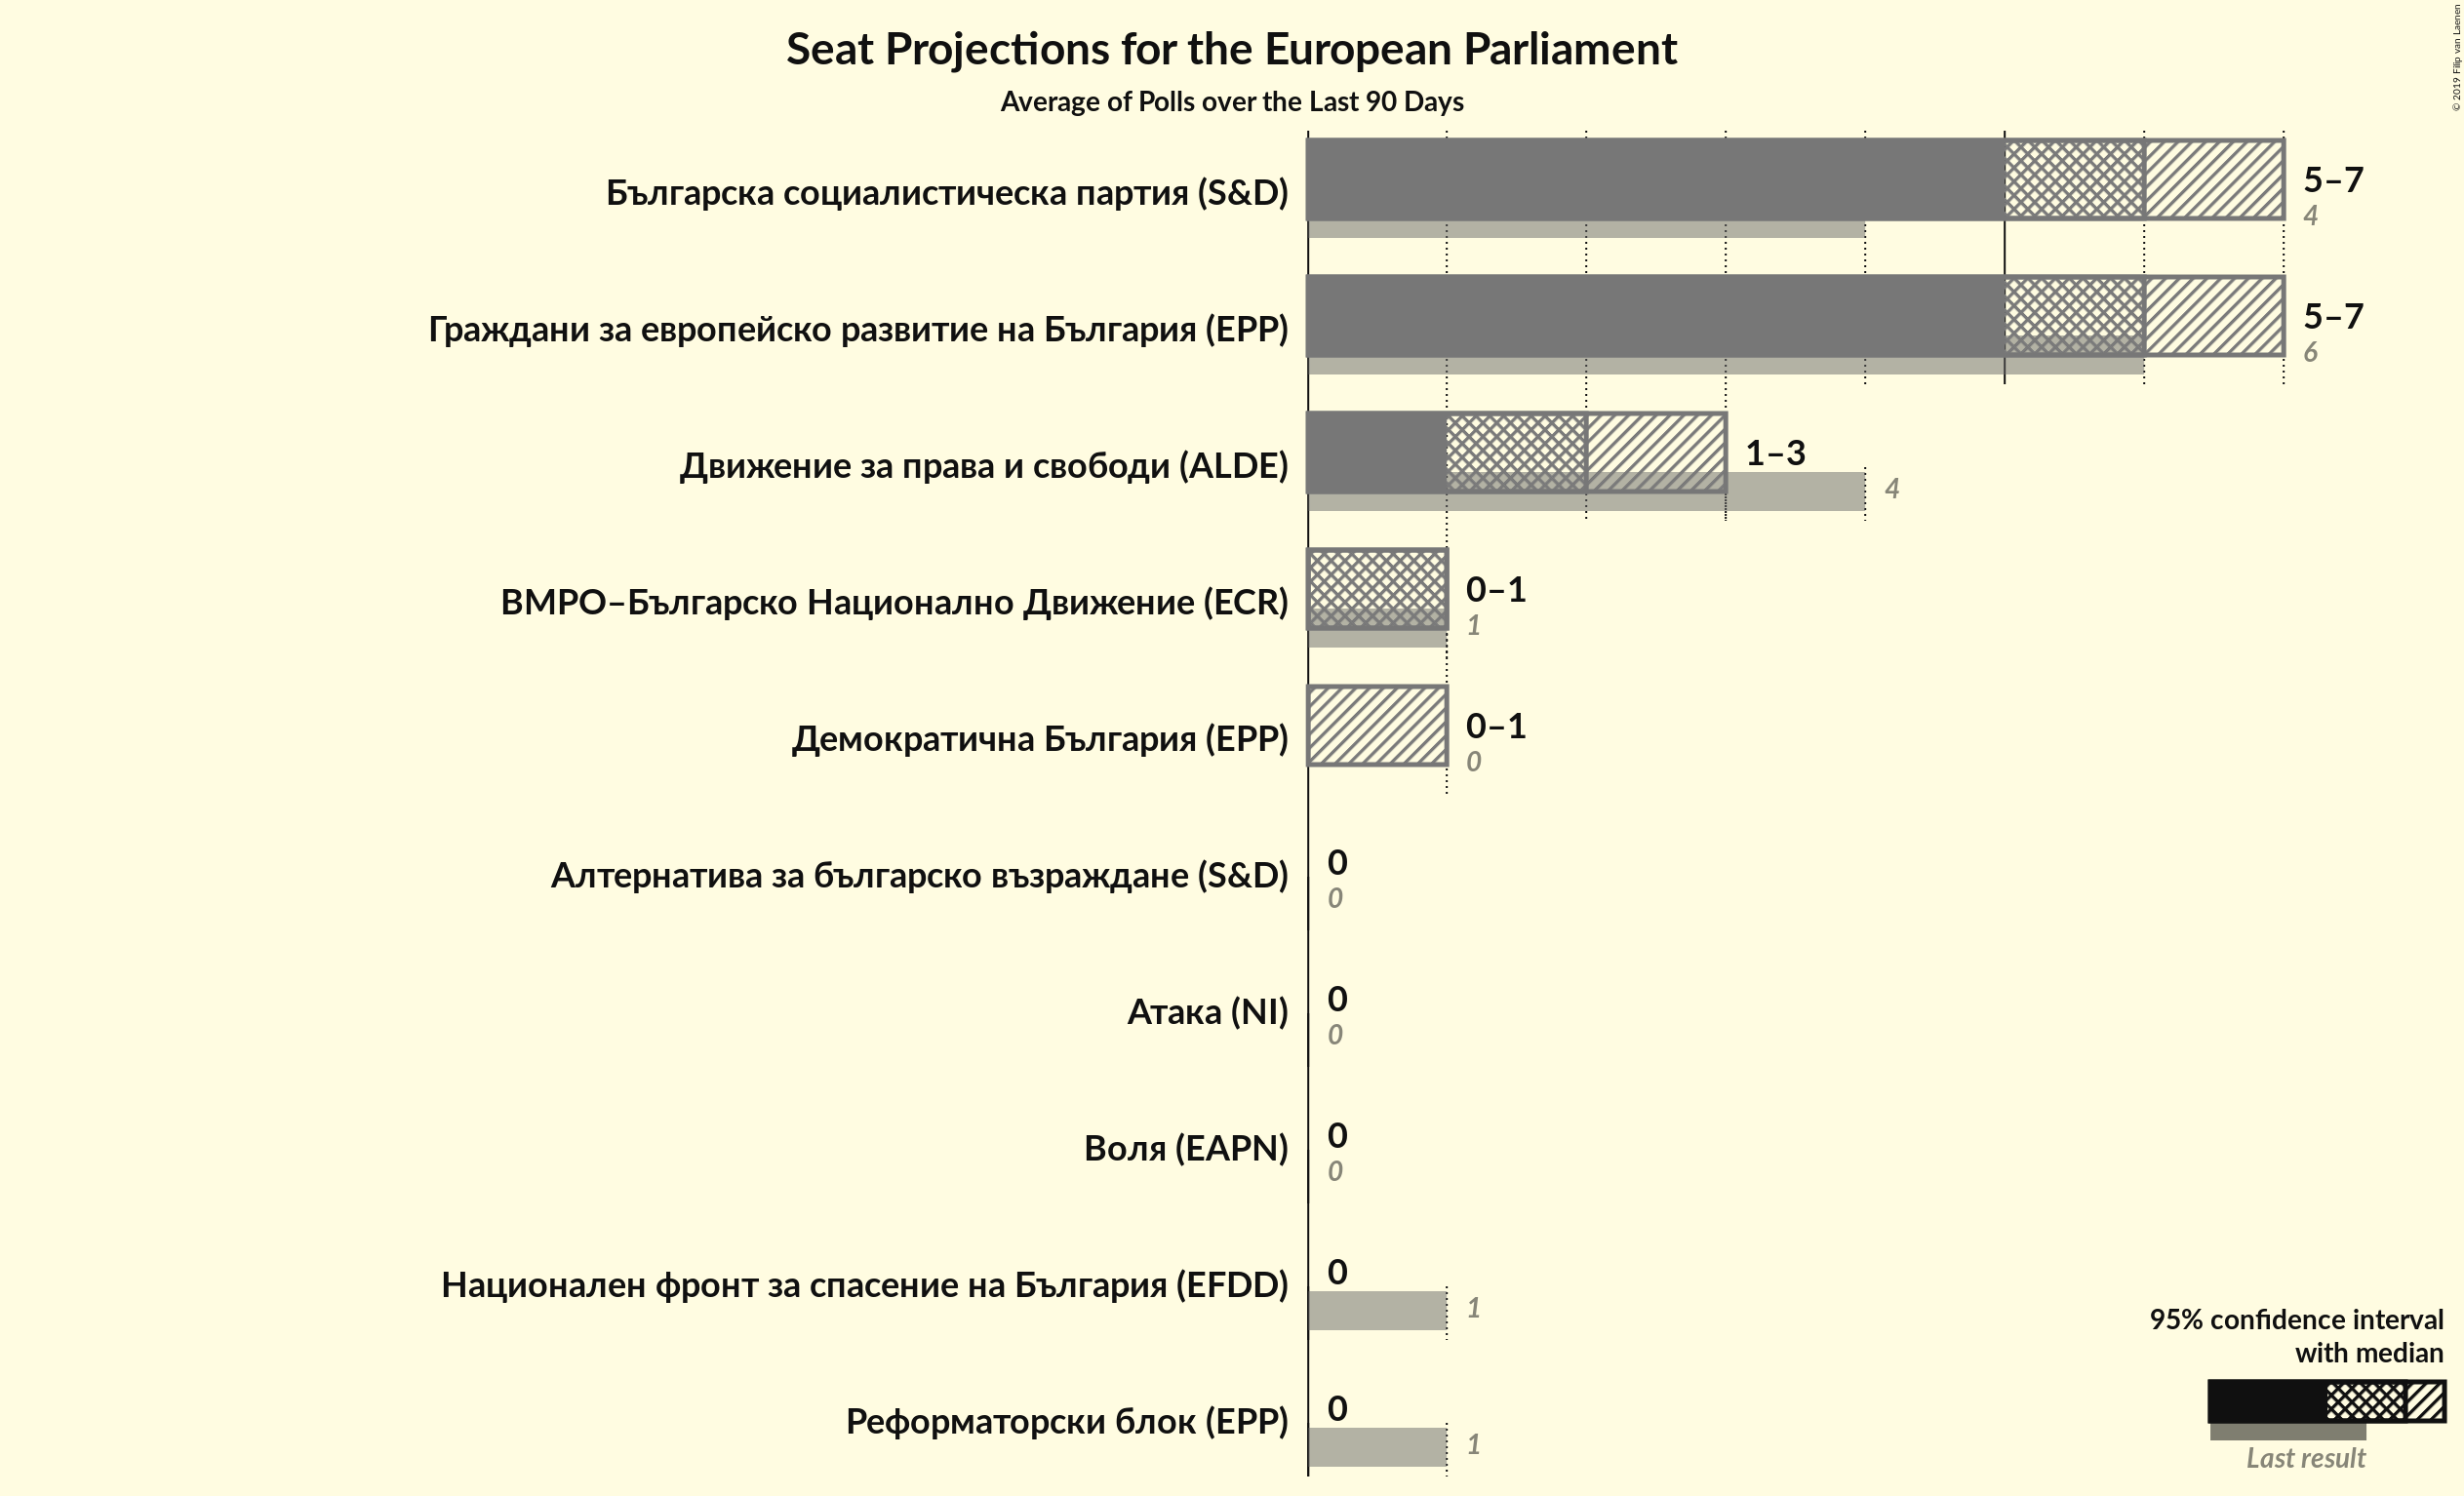 Seat Projections for the European Parliament
Average of Polls over the Last 90 Days
© 2019 Filip van Laenen
Българска социалистическа партия (S&D)
5–7
4
Граждани за европейско развитие на България (EPP)
5–7
6
Движение за права и свободи (ALDE)
1–3
4
ВМРО–Българско Национално Движение (ECR)
0–1
1
Демократична България (EPP)
0–1
0
Алтернатива за българско възраждане (S&D)
0
0
Атака (NI)
0
0
Воля (EAPN)
0
0
Национален фронт за спасение на България (EFDD)
0
1
Реформаторски блок (EPP)
0
1
95% confidence interval
with median
Last result